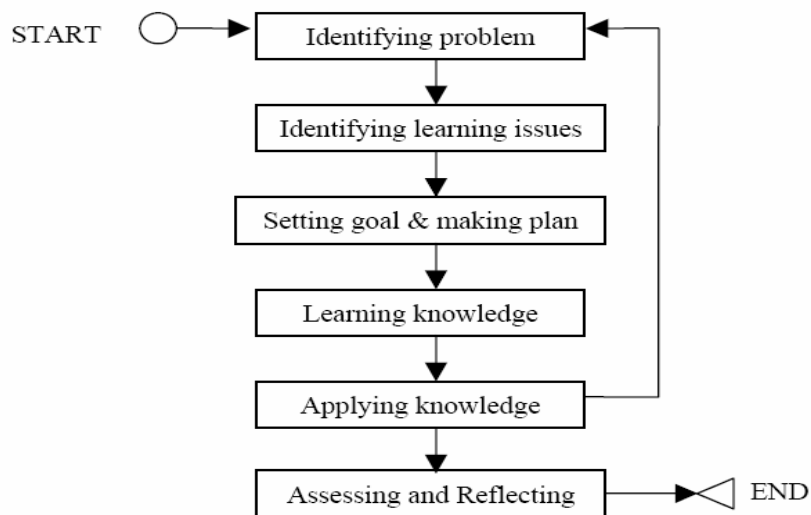 START
Identifying problem
Identifying learning issues
Setting goal & making plan
Learning knowledge
Applying knowledge
Assessing and Reflecting
END